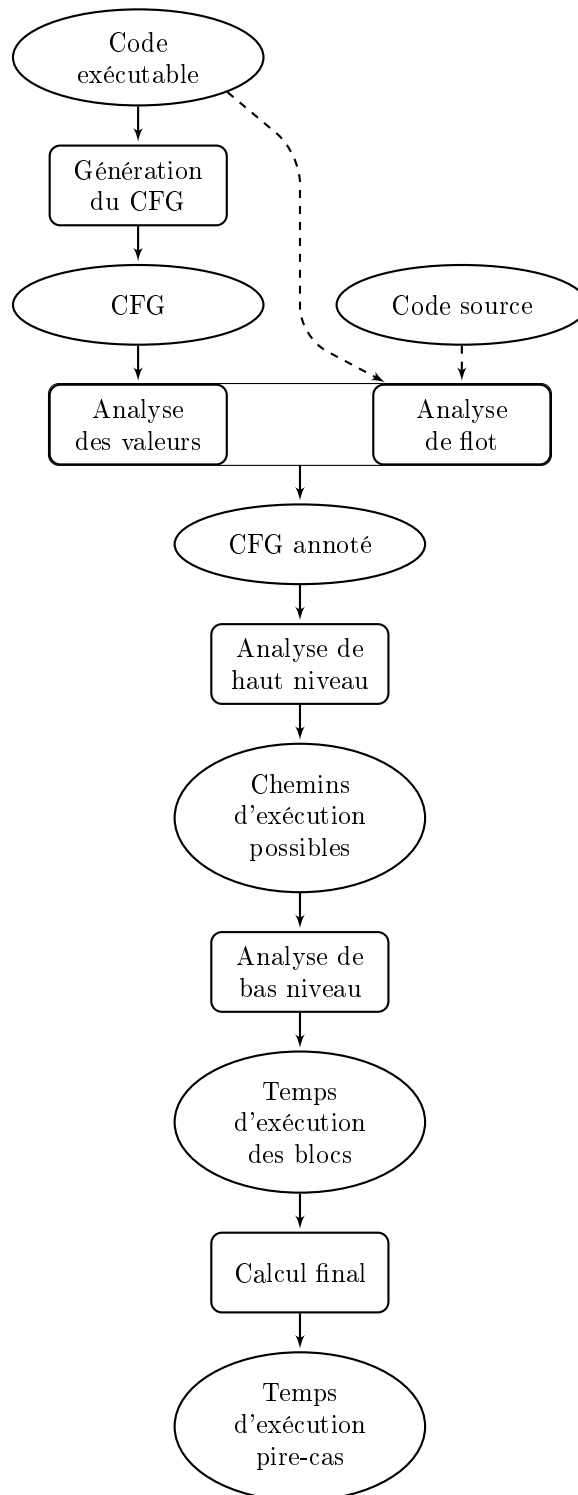 Code
exécutable
Génération
du CFG
CFG
Code source
Analyse
des valeurs
Analyse
de flot
CFG annoté
Analyse de
haut niveau
Chemins
d'exécution
possibles
Analyse de
bas niveau
Temps
d'exécution
des blocs
Calcul final
Temps
d'exécution
pire-cas